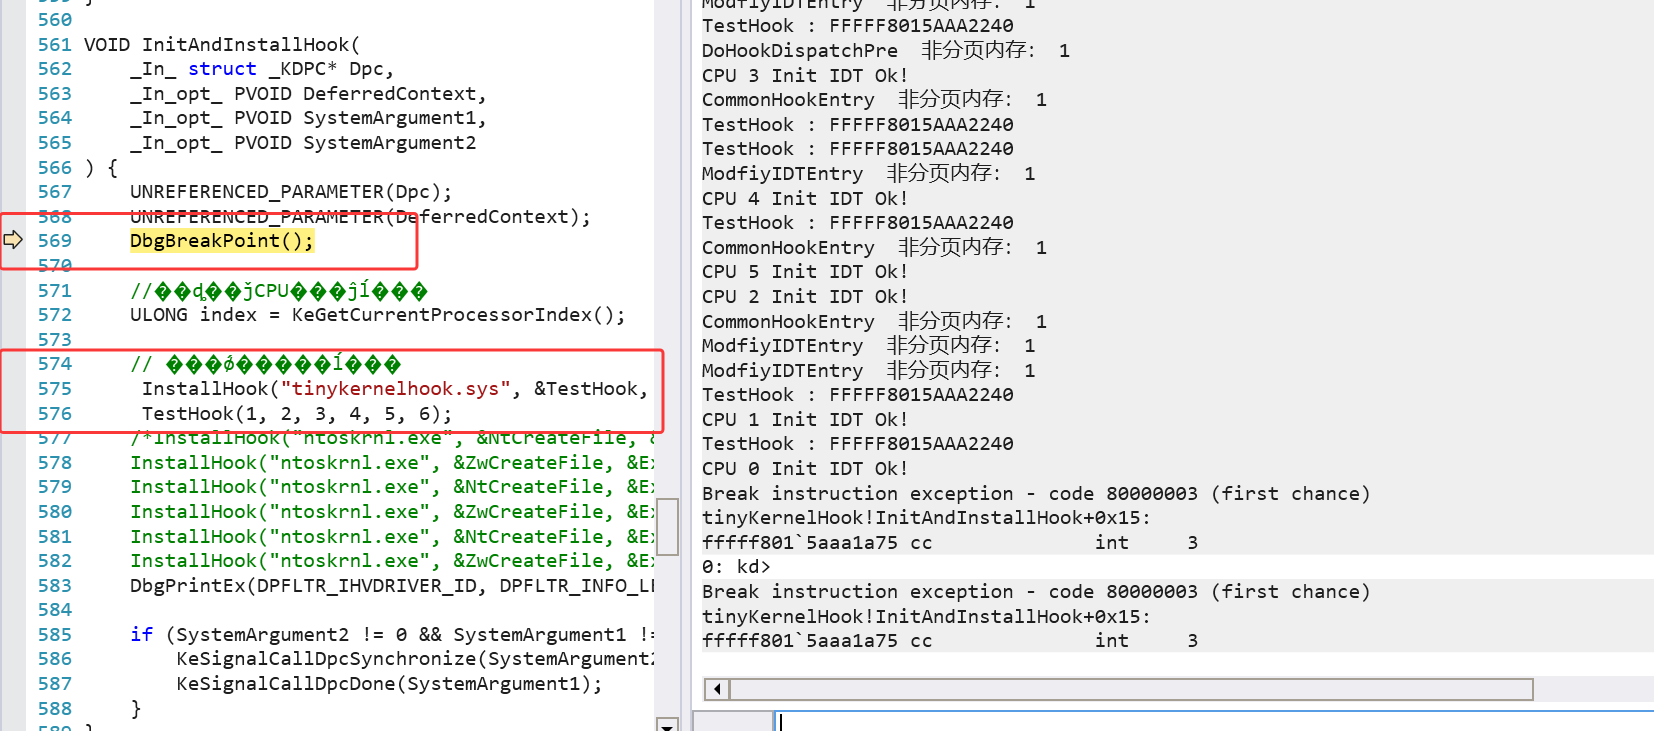 560
561 VOID InitAndInstallHook(
562 _In_ struct _KDPC* Dpc,
563 _In_opt_ PVOID DeferredContext,
564 _In_opt_ PVOID SystemArgument1,
565 _In_opt_ PVOID SystemArgument2
566 ) {
567 UNREFERENCED_PARAMETER(Dpc);
568 UNREFERENCED_PARAMETER(DeferredContext);
569 DbgBreakPoint();
570
571 //��ȡ��ǰCPU���ĵĺ���
572 ULONG index = KeGetCurrentProcessorIndex();
573
574 //
575 InstallHook("tinykernelhook.sys", &TestHook,
576 TestHook(1, 2, 3, 4, 5, 6);
577 /*InstallHook("ntoskrnl.exe", &NtCreateFile, &
578 InstallHook("ntoskrnl.exe", &ZwCreateFile, &Ex
579 InstallHook("ntoskrnl.exe", &NtCreateFile, &Ex
580 InstallHook("ntoskrnl.exe", &ZwCreateFile, &Ex
581 InstallHook("ntoskrnl.exe", &NtCreateFile, &Ex
582 InstallHook("ntoskrnl.exe", &ZwCreateFile, &Ex
583 DbgPrintEx(DPFLTR_IHVDRIVER_ID, DPFLTR_INFO_LE
584
585 if (SystemArgument2 != 0 && SystemArgument1 !=
586 KeSignalCallDpcSynchronize(SystemArgument2
587 KeSignalCallDpcDone(SystemArgument1);
588 }
ModfiyIDTEntry 非分页内存: 1
TestHook : FFFFF8015AAA2240
DoHookDispatchPre 非分页内存: 1
CPU 3 Init IDT Ok!
CommonHookEntry 非分页内存: 1
TestHook : FFFFF8015AAA2240
TestHook : FFFFF8015AAA2240
ModfiyIDTEntry 非分页内存: 1
CPU 4 Init IDT Ok!
TestHook : FFFFF8015AAA2240
CommonHookEntry 非分页内存: 1
CPU 5 Init IDT Ok!
CPU 2 Init IDT Ok!
CommonHookEntry 非分页内存: 1
ModfiyIDTEntry 非分页内存: 1
ModfiyIDTEntry 非分页内存: 1
TestHook : FFFFF8015AAA2240
CPU 1 Init IDT Ok!
TestHook : FFFFF8015AAA2240
CPU 0 Init IDT Ok!
Break instruction exception - code 80000003 (first chance)
tinyKernelHook!InitAndInstallHook+0x15:
fffff801`5aaa1a75 cc int 3
0: kd>
Break instruction exception - code 80000003 (first chance)
tinyKernelHook!InitAndInstallHook+0x15:
fffff801`5aaa1a75 cc int 3